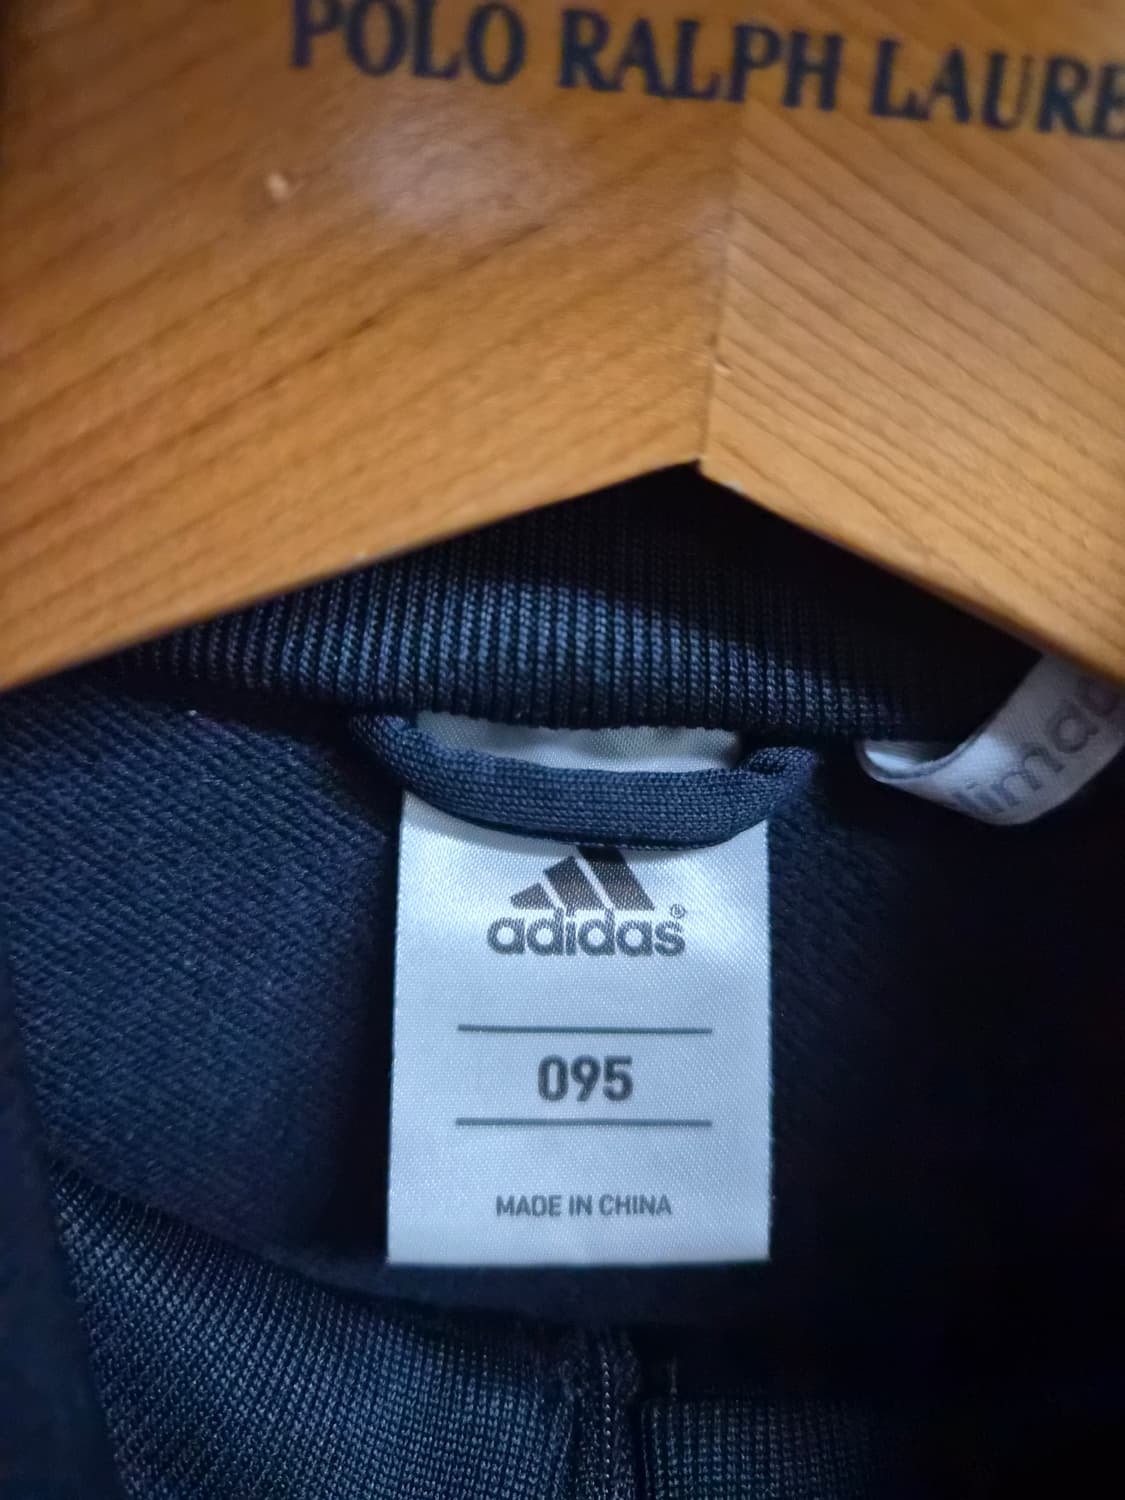 POLO RALPH LAURE
adidas®
095
MADE IN CHINA